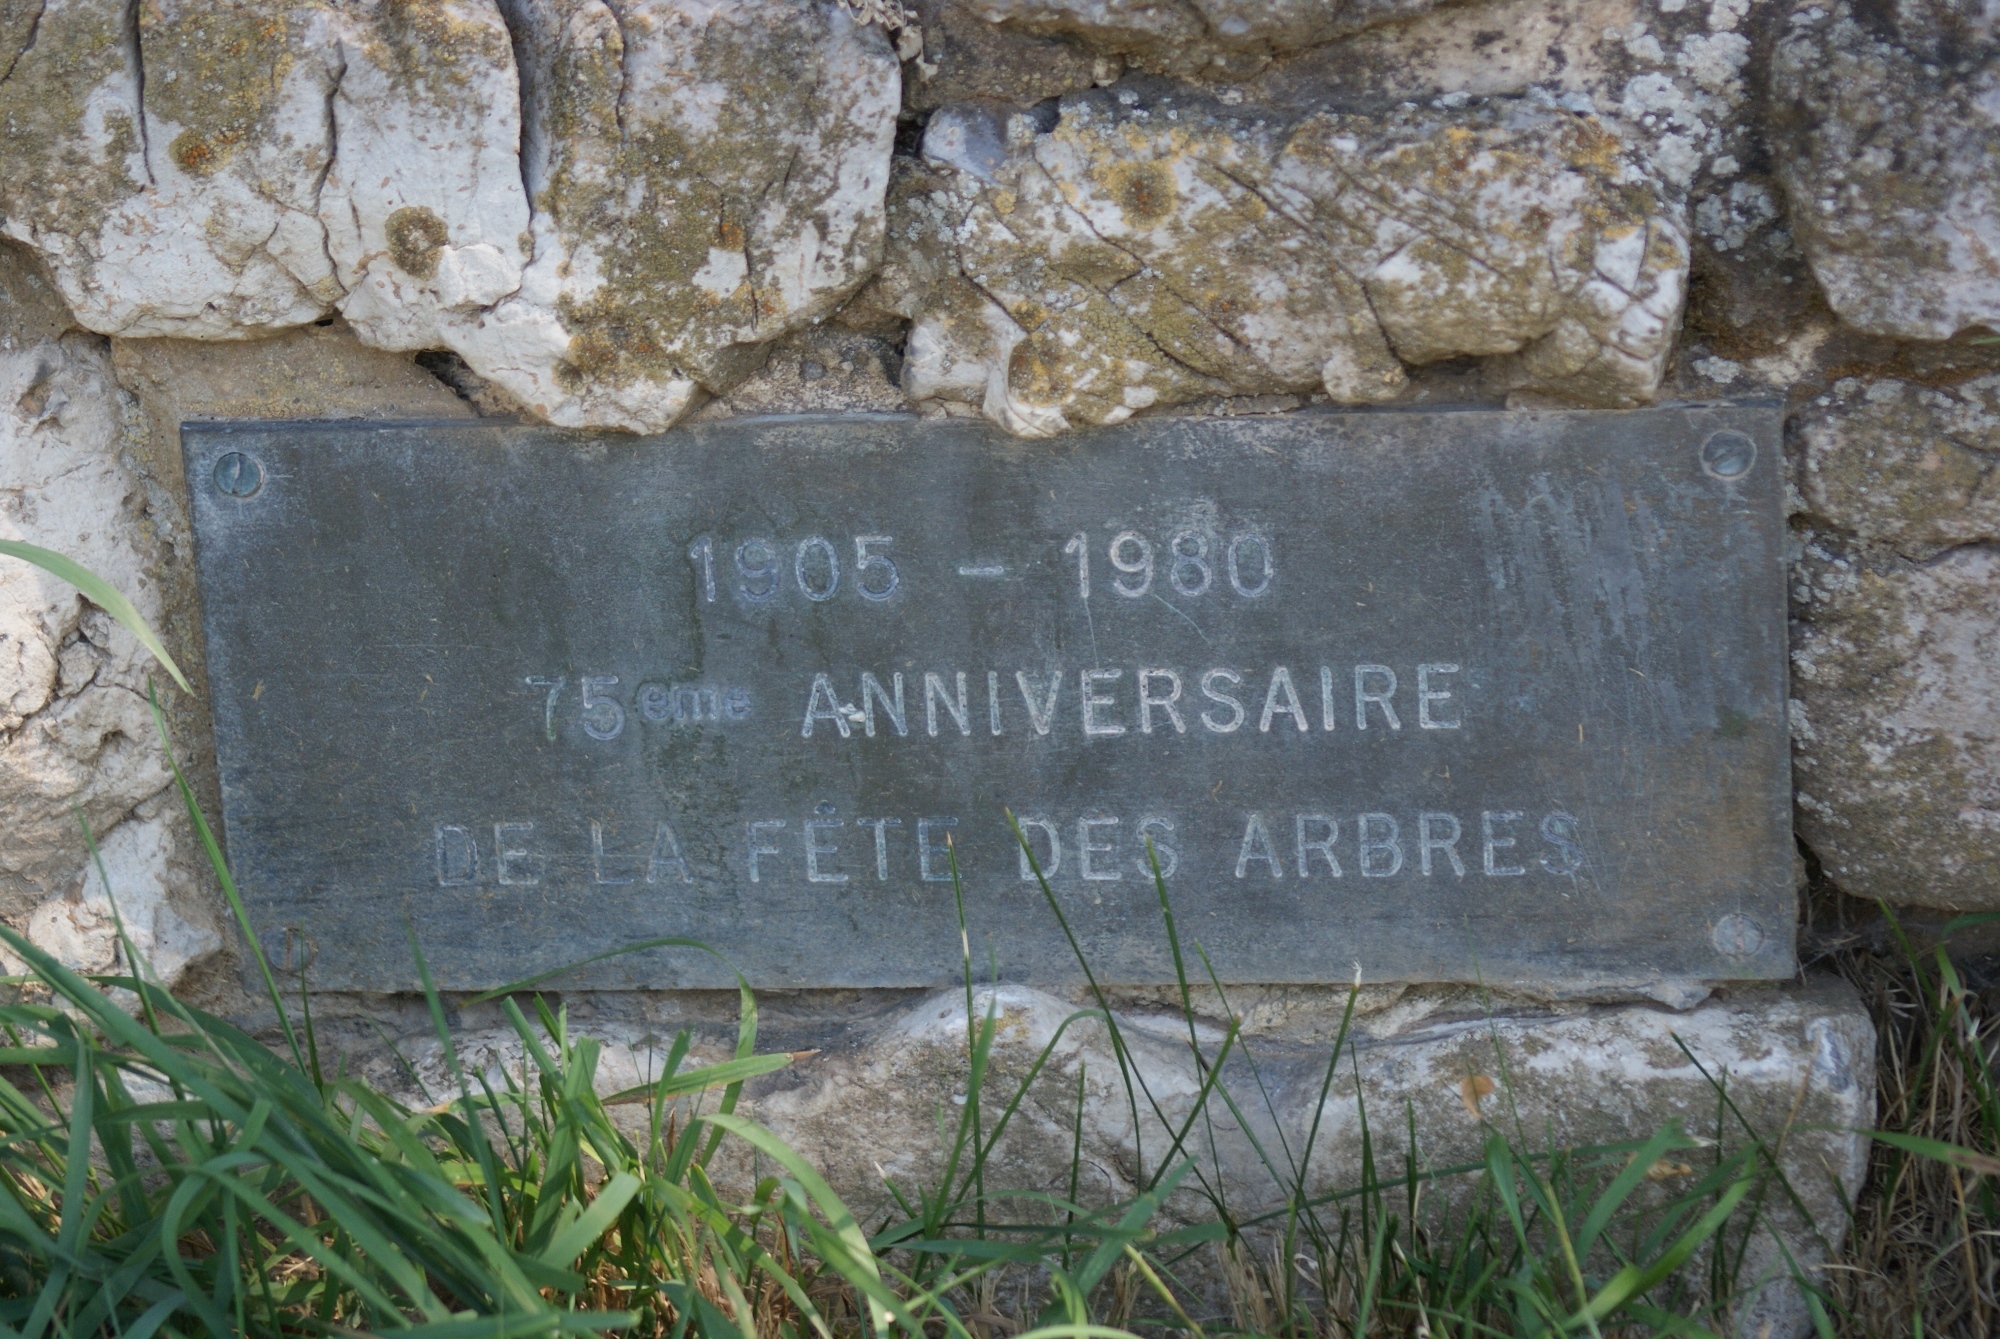 1905 – 1980
75eme ANNIVERSAIRE
DE LA FÊTE DES ARBRES